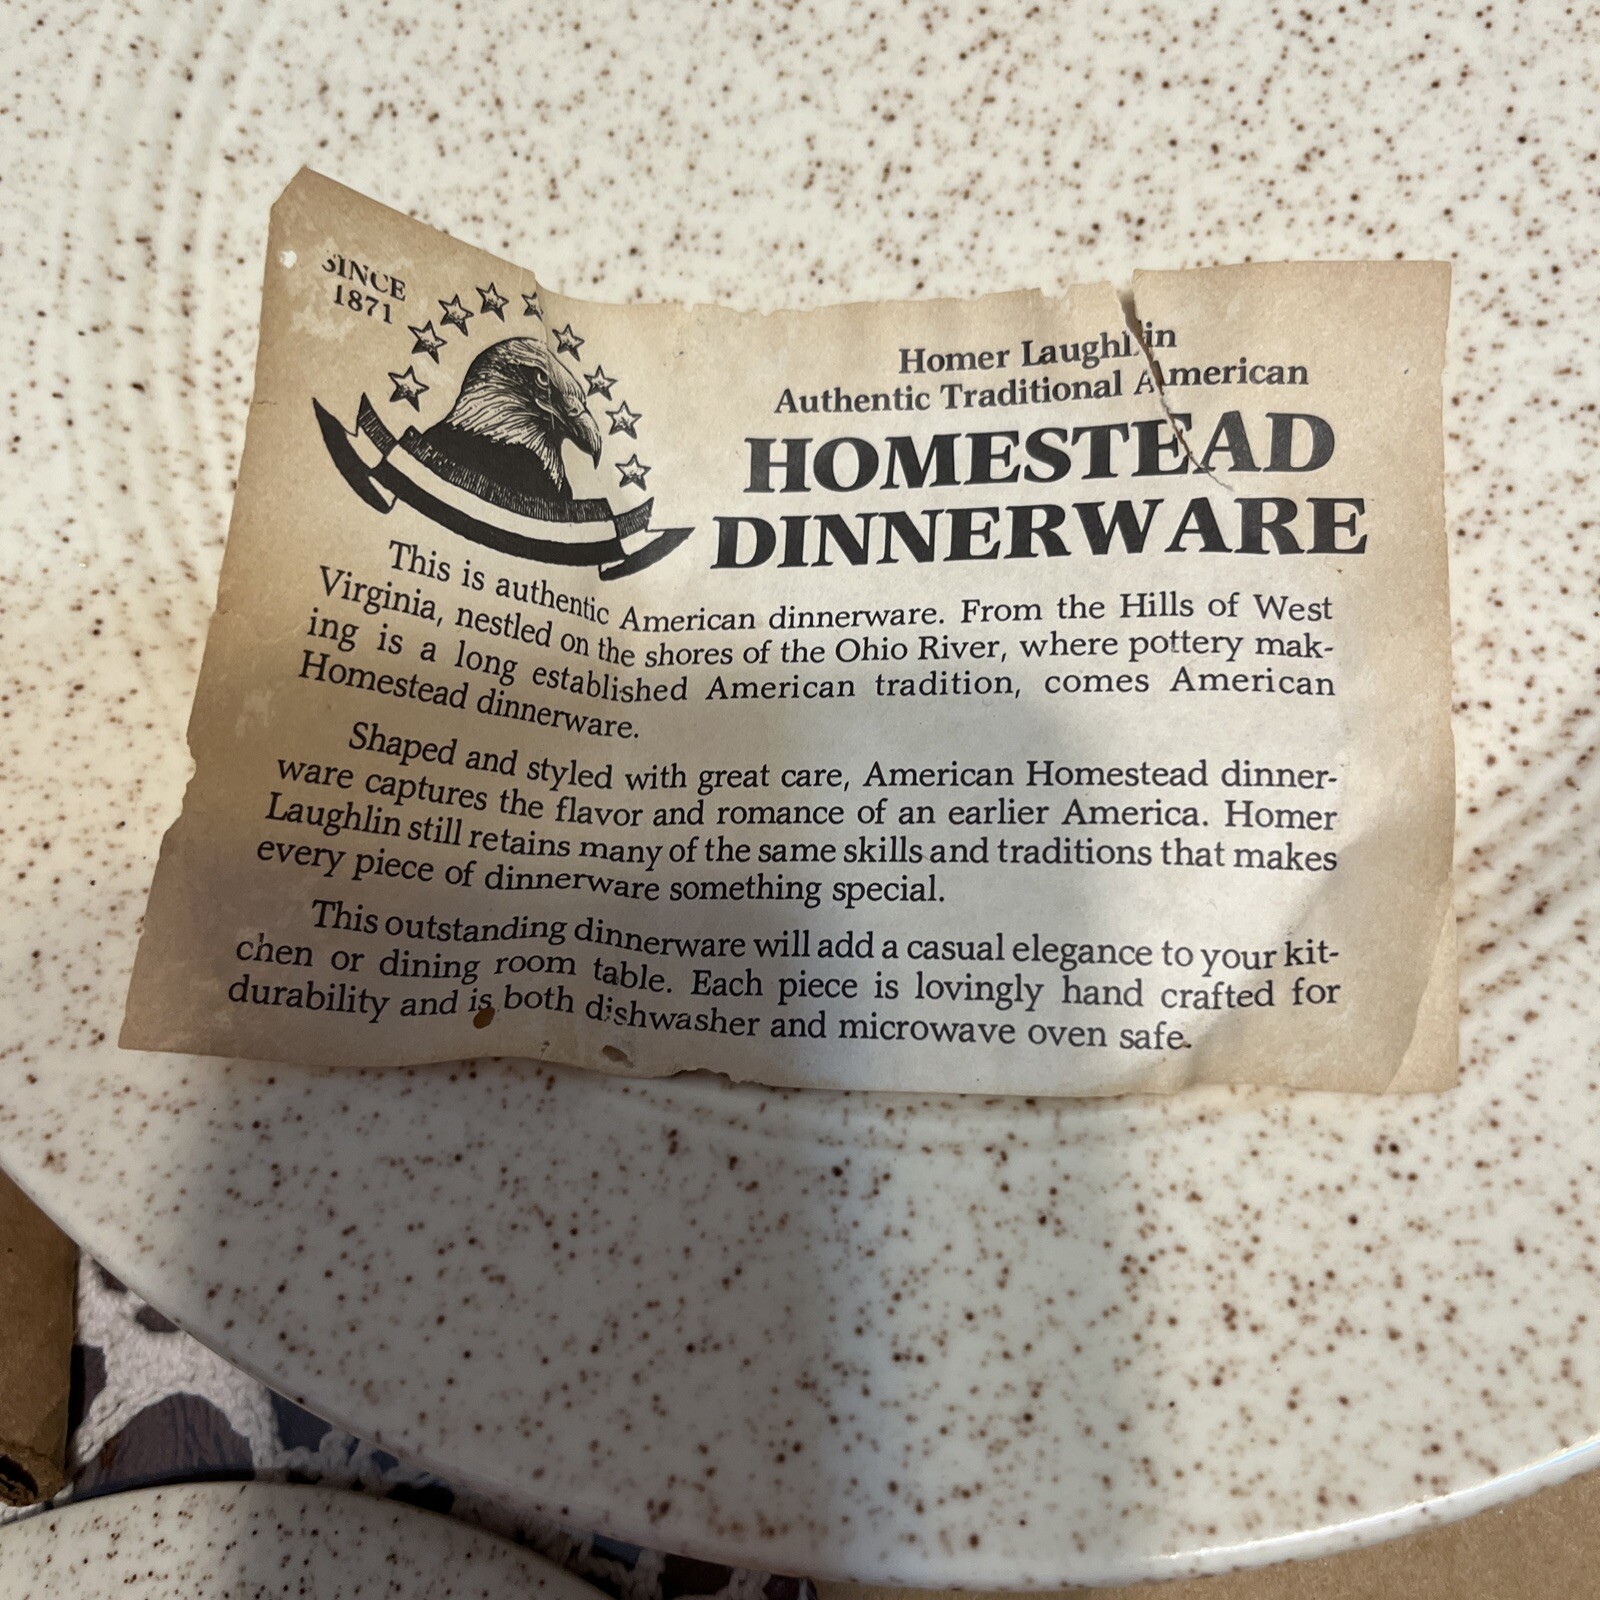 SINCE
1871
Homer Laughlin
Authentic Traditional American
HOMESTEAD
DINNERWARE
This is authentic American dinnerware. From the Hills of West
Virginia, nestled on the shores of the Ohio River, where pottery mak-
ing is a long established American tradition, comes American
Homestead dinnerware.
Shaped and styled with great care, American Homestead dinner-
ware captures the flavor and romance of an earlier America. Homer
Laughlin still retains many of the same skills and traditions that makes
every piece of dinnerware something special.
This outstanding dinnerware will add a casual elegance to your kit-
chen or dining room table. Each piece is lovingly hand crafted for
durability and is both dishwasher and microwave oven safe.